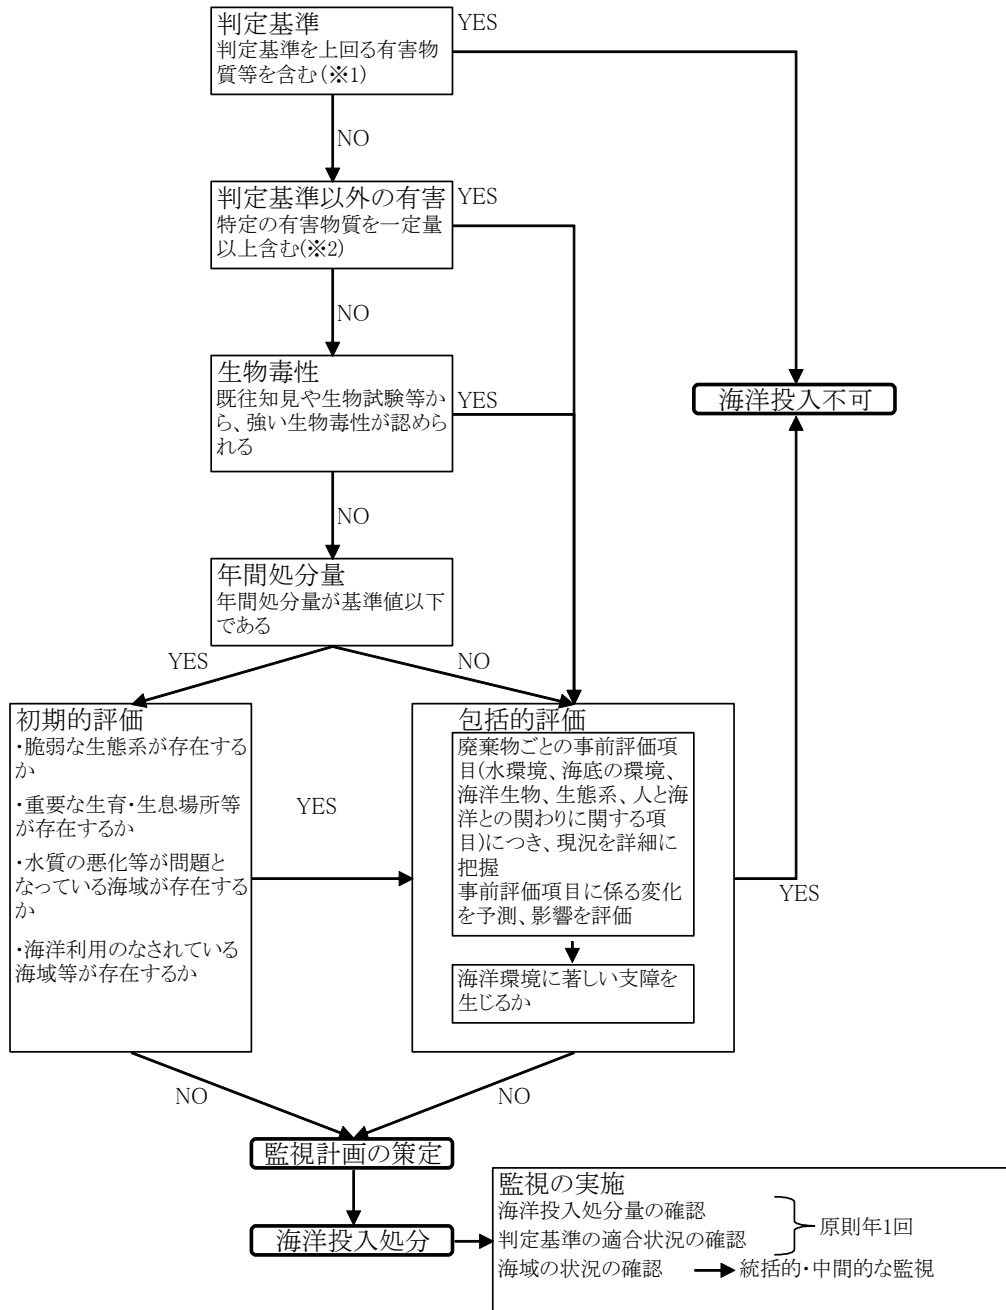 判定基準
判定基準を上回る有害物
質等を含む(※1)
YES
NO
判定基準以外の有害
特定の有害物質を一定量
以上含む(※2)
YES
NO
生物毒性
既往知見や生物試験等か
ら、強い生物毒性が認めら
れる
YES
海洋投入不可
NO
年間処分量
年間処分量が基準値以下
である
YES
NO
初期的評価
・脆弱な生態系が存在する
か
・重要な生育・生息場所等
が存在するか
・水質の悪化等が問題と
なっている海域が存在する
か
・海洋利用のなされている
海域等が存在するか
YES
包括的評価
廃棄物ごとの事前評価項
目(水環境、海底の環境、
海洋生物、生態系、人と海
洋との関わりに関する項
目)につき、現況を詳細に
把握
事前評価項目に係る変化
を予測、影響を評価
海洋環境に著しい支障を
生じるか
YES
NO
NO
監視計画の策定
海洋投入処分
監視の実施
海洋投入処分量の確認
判定基準の適合状況の確認
原則年1回
海域の状況の確認 統括的・中間的な監視